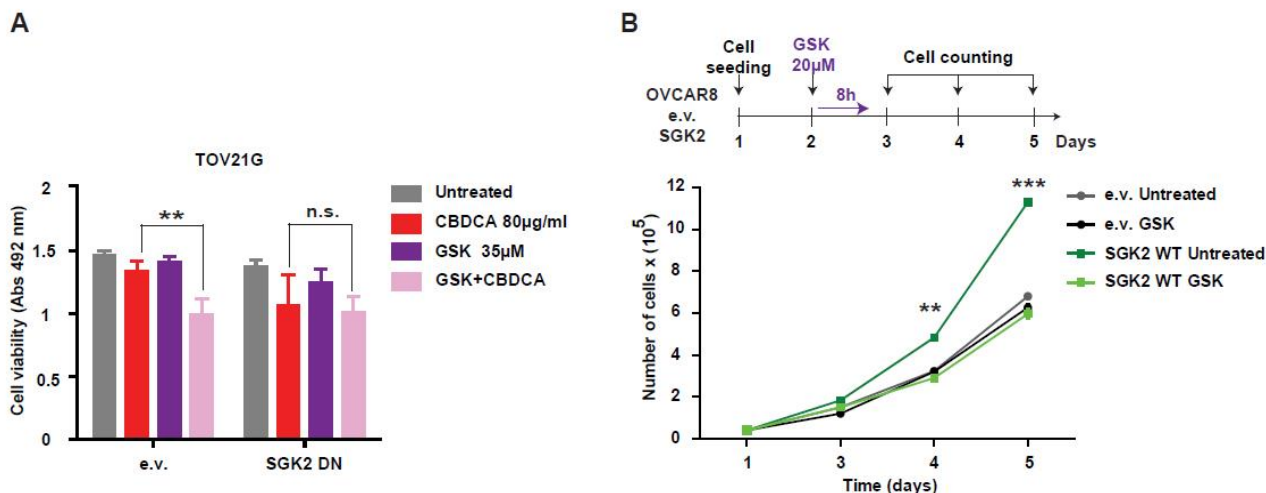 A
TOV21G
Cell viability (Abs 492 nm)
2
1.5
1
0.5
0
**
n.s.
e.v.
SGK2 DN
Untreated
CBDCA 80µg/ml
GSK 35µM
GSK+CBDCA
B
Cell
seeding
GSK
20µM
8h
Cell counting
OVCAR8
e.v.
SGK2
1 2 3 4 5 Days
Number of cells x (10⁵)
12
10
8
6
4
2
0
**
***
1 3 4 5
Time (days)
e.v. Untreated
e.v. GSK
SGK2 WT Untreated
SGK2 WT GSK